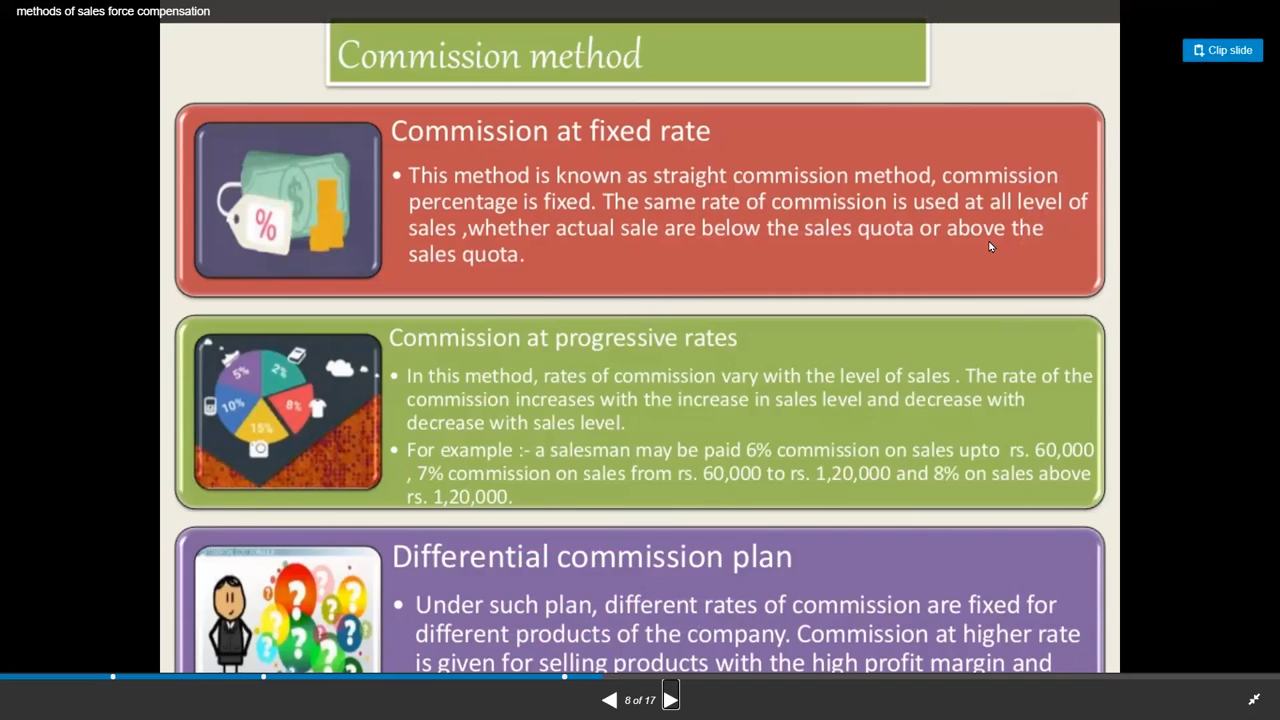 methods of sales force compensation
Clip slide
Commission method
Commission at fixed rate
• This method is known as straight commission method, commission
percentage is fixed. The same rate of commission is used at all level of
sales ,whether actual sale are below the sales quota or above the
sales quota.
%
$
Commission at progressive rates
• In this method, rates of commission vary with the level of sales . The rate of the
commission increases with the increase in sales level and decrease with
decrease with sales level.
• For example :- a salesman may be paid 6% commission on sales upto rs. 60,000
, 7% commission on sales from rs. 60,000 to rs. 1,20,000 and 8% on sales above
rs. 1,20,000.
5%
2%
10%
8%
15%
Differential commission plan
• Under such plan, different rates of commission are fixed for
different products of the company. Commission at higher rate
is given for selling products with the high profit margin and
? ? ? ? ?
8 of 17